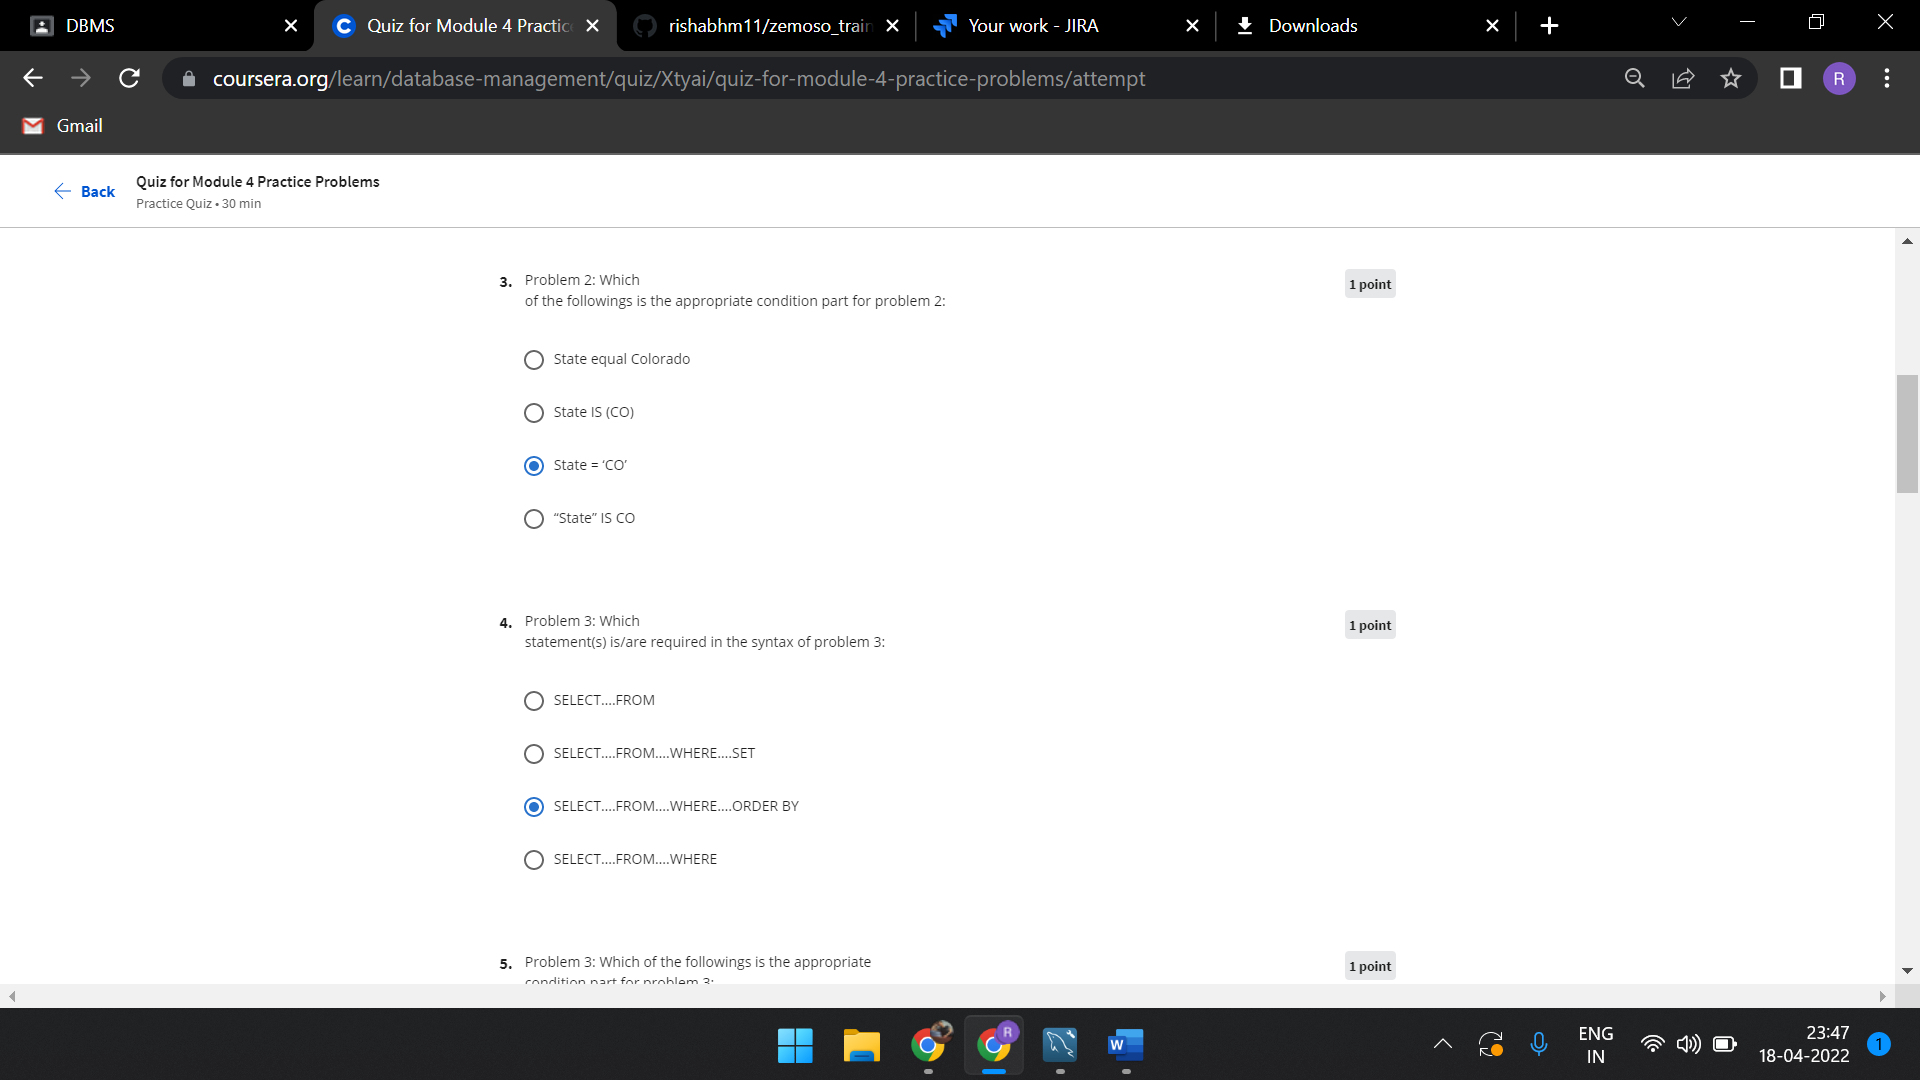 DBMS
Quiz for Module 4 Practic
rishabhm11/zemoso_train
Your work - JIRA
Downloads
coursera.org/learn/database-management/quiz/Xtyai/quiz-for-module-4-practice-problems/attempt
R
Gmail
Back
Quiz for Module 4 Practice Problems
Practice Quiz • 30 min
3. Problem 2: Which
of the followings is the appropriate condition part for problem 2:
1 point
State equal Colorado
State IS (CO)
State = ‘CO’
“State” IS CO
4. Problem 3: Which
statement(s) is/are required in the syntax of problem 3:
1 point
SELECT….FROM
SELECT….FROM….WHERE….SET
SELECT….FROM….WHERE….ORDER BY
SELECT….FROM….WHERE
5. Problem 3: Which of the followings is the appropriate
condition part for problem 3:
1 point
R
W
ENG
IN
23:47
18-04-2022
1